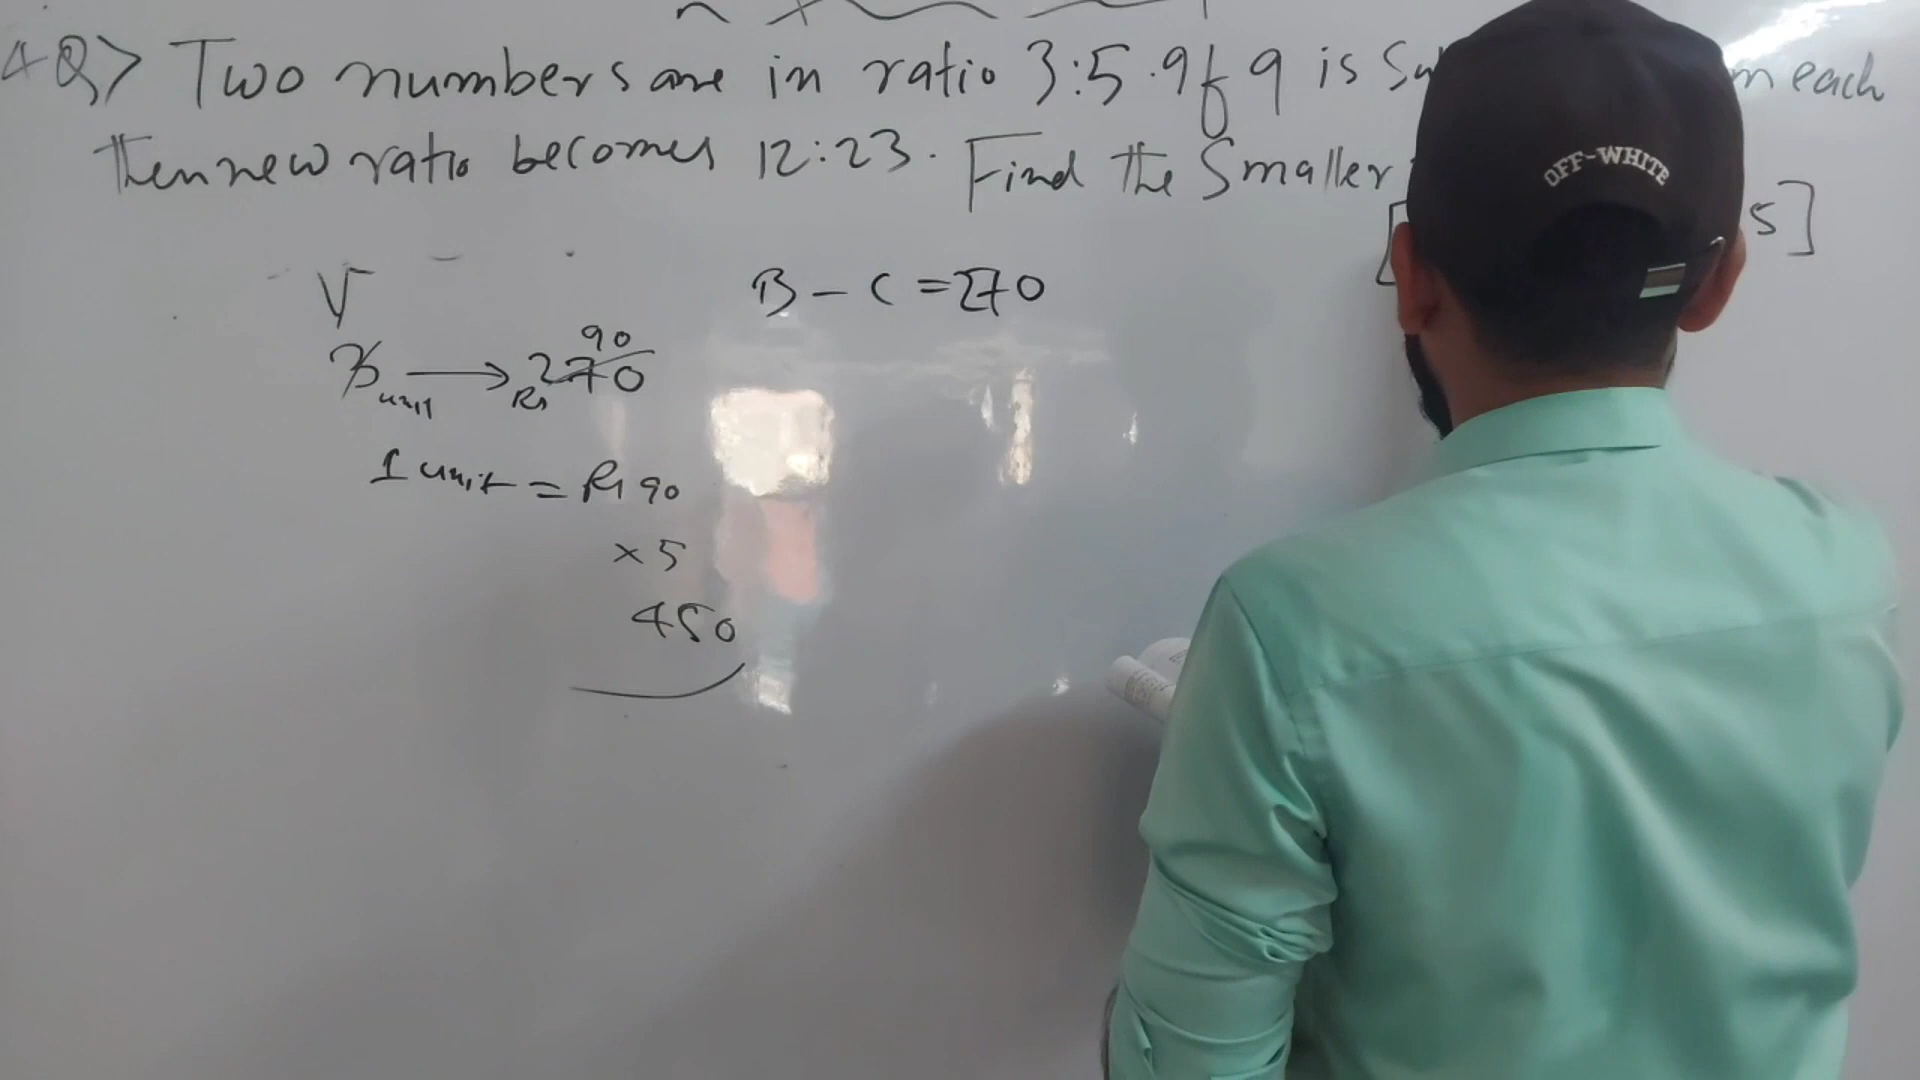 4Q> Two numbers are in ratio 3:5. If 9 is Su m each
then new ratio becomes 12:23. Find the Smaller
5]
B - C = 270
90
3 unit → Rs 270
1 unit = Rs 90
× 5
450
OFF-WHITE